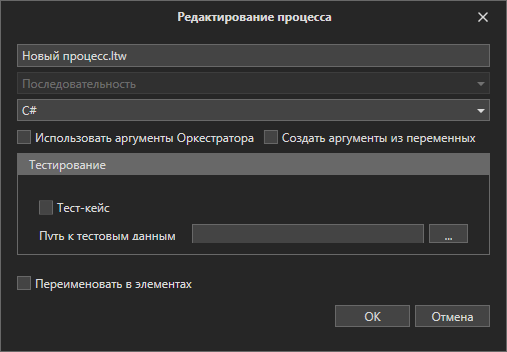 Редактирование процесса
Новый процесс.ltw
Последовательность
C#
Использовать аргументы Оркестратора Создать аргументы из переменных
Тестирование
Тест-кейс
Путь к тестовым данным ...
Переименовать в элементах
OK Отмена